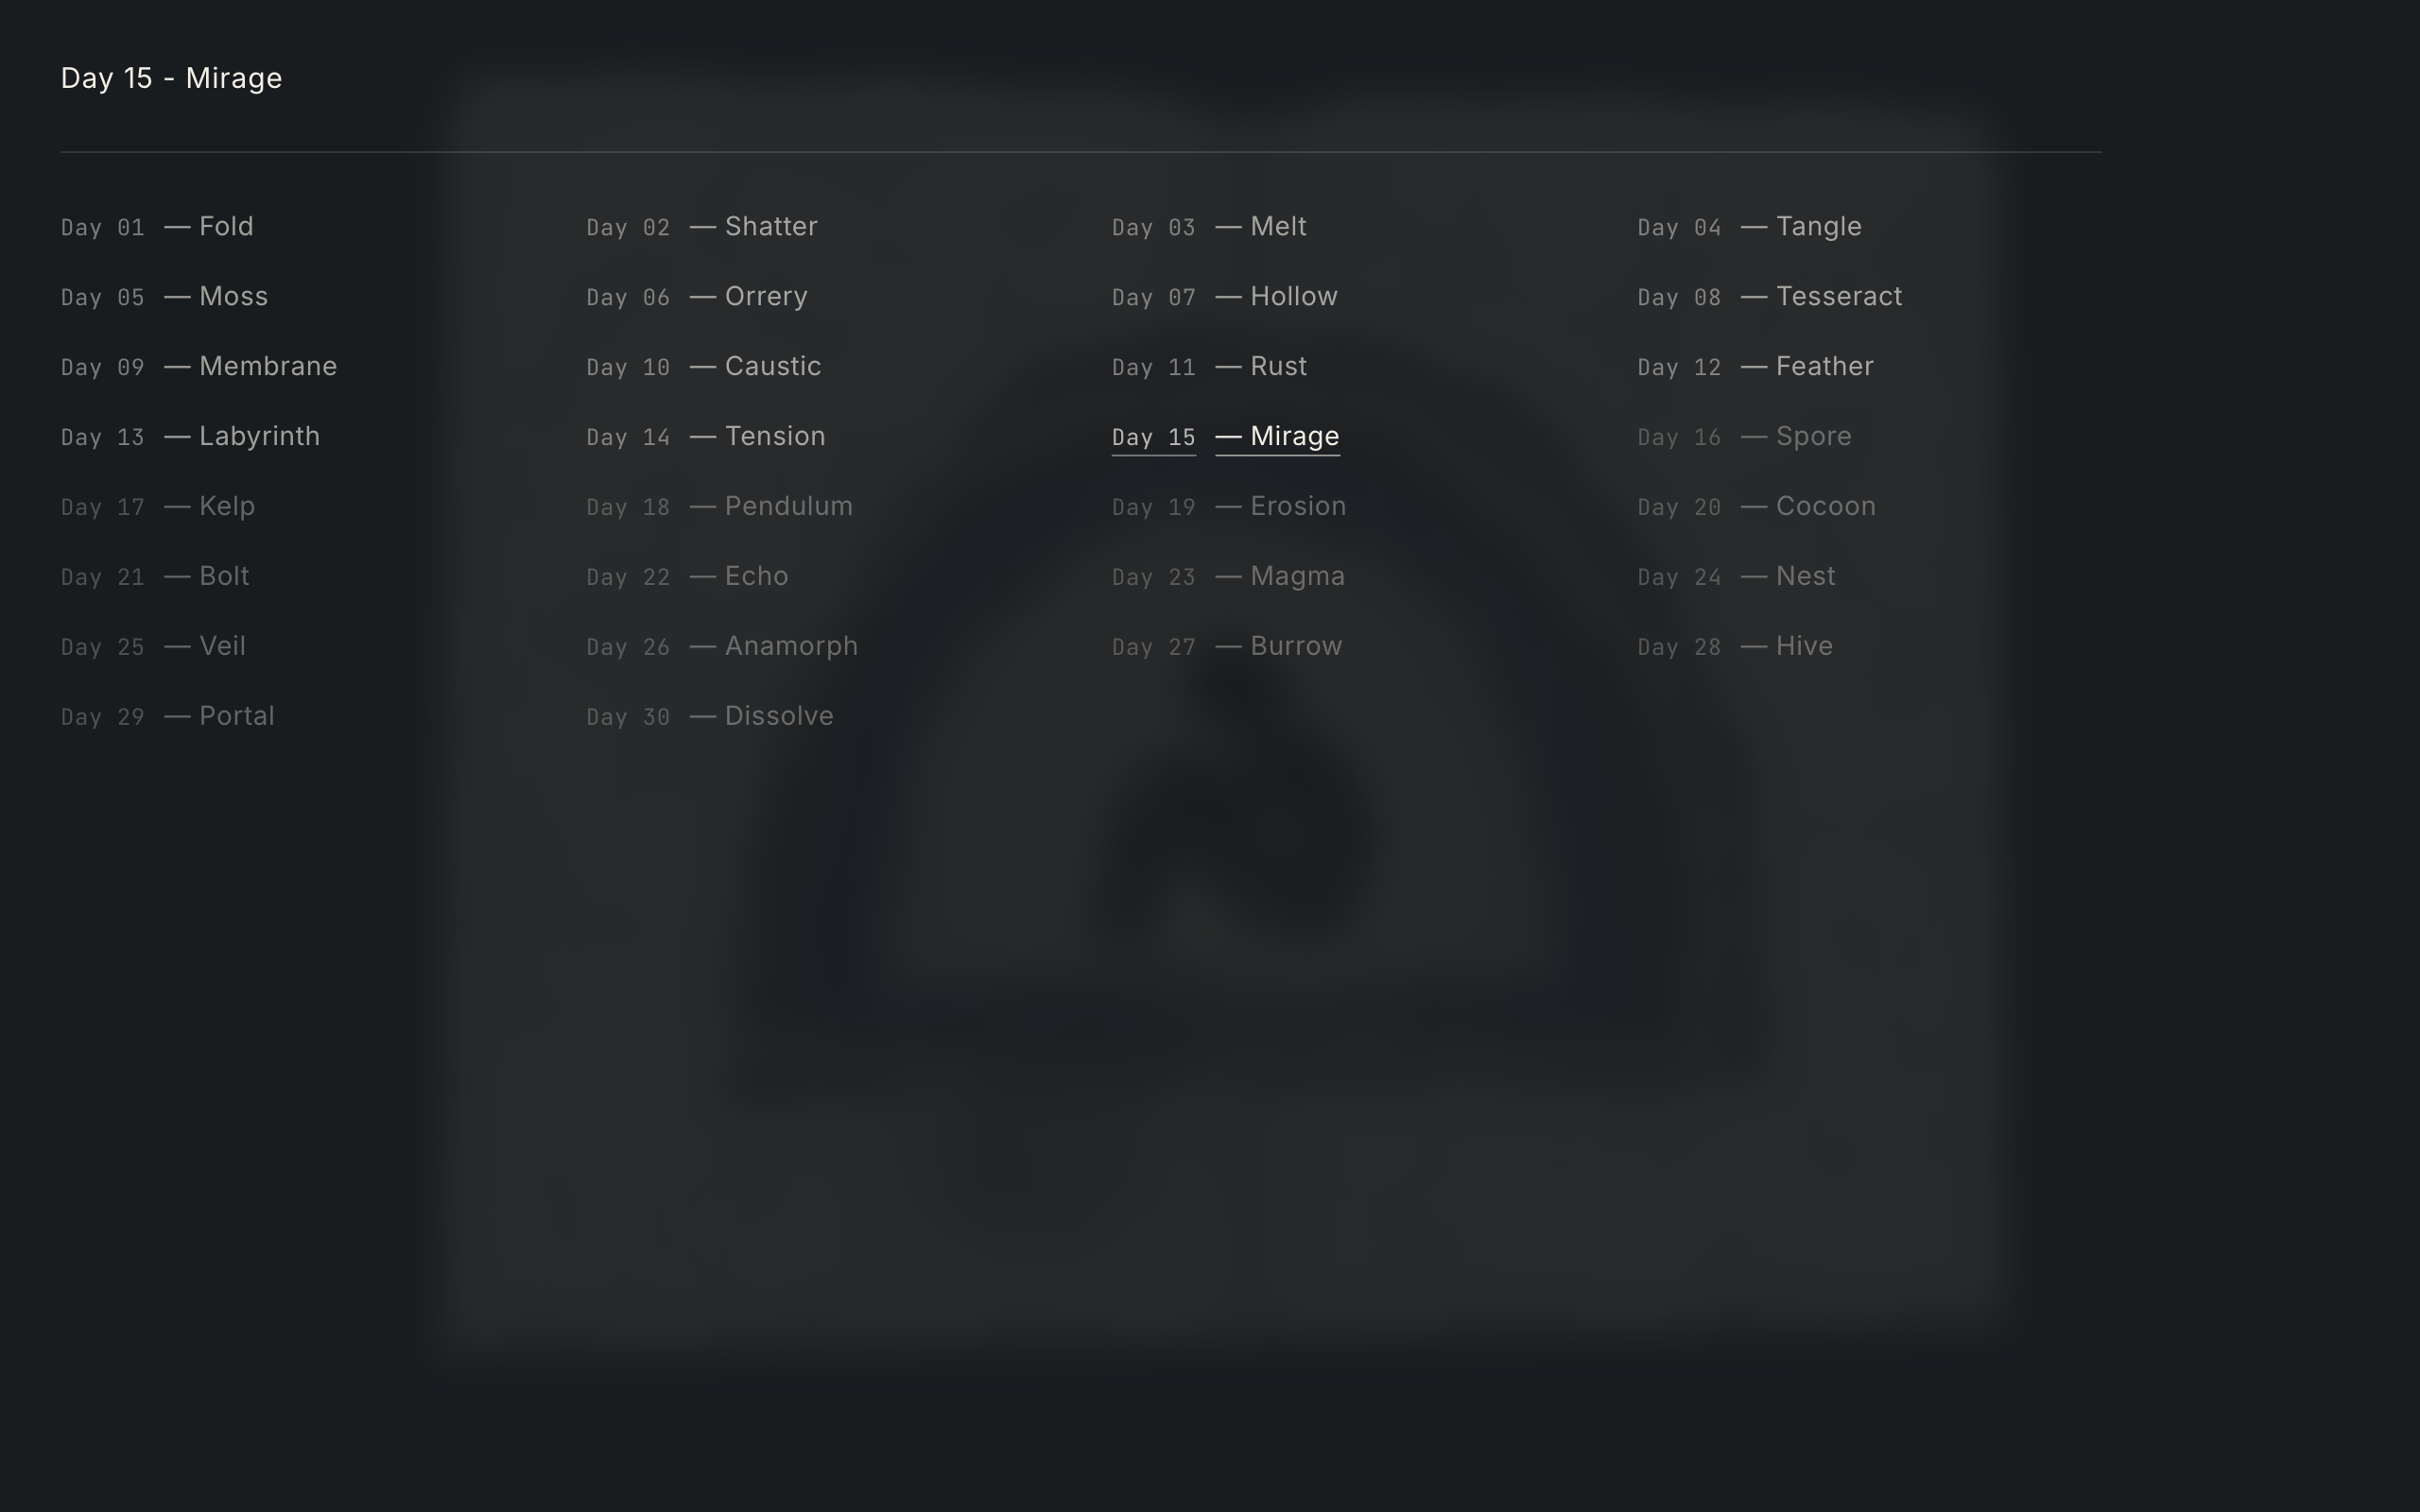 Day 15 - Mirage
Day 01 — Fold
Day 02 — Shatter
Day 03 — Melt
Day 04 — Tangle
Day 05 — Moss
Day 06 — Orrery
Day 07 — Hollow
Day 08 — Tesseract
Day 09 — Membrane
Day 10 — Caustic
Day 11 — Rust
Day 12 — Feather
Day 13 — Labyrinth
Day 14 — Tension
Day 15 — Mirage
Day 16 — Spore
Day 17 — Kelp
Day 18 — Pendulum
Day 19 — Erosion
Day 20 — Cocoon
Day 21 — Bolt
Day 22 — Echo
Day 23 — Magma
Day 24 — Nest
Day 25 — Veil
Day 26 — Anamorph
Day 27 — Burrow
Day 28 — Hive
Day 29 — Portal
Day 30 — Dissolve